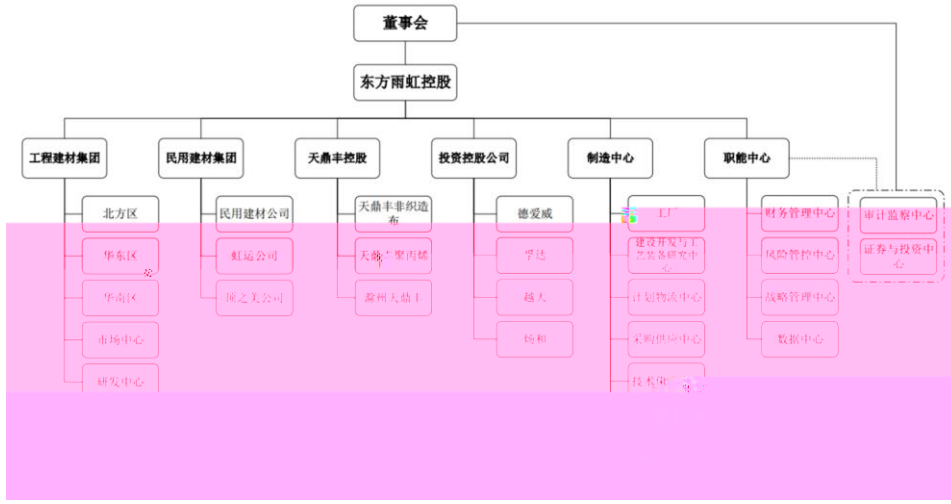 董事会
东方雨虹控股
工程建材集团
民用建材集团
天鼎丰控股
投资控股公司
制造中心
职能中心
北方区
华东区
华南区
市场中心
研发中心
民用建材公司
虹运公司
顶之美公司
天鼎丰非织造
布
聚丙烯
滁州天鼎丰
德爱威
孚达
越大
炀和
工厂
建设开发与工
艺装备研究中
心
计划物流中心
采购供应中心
技术
财务管理中心
风险管控中心
战略管理中心
数据中心
审计监察中心
证券与投资中
心